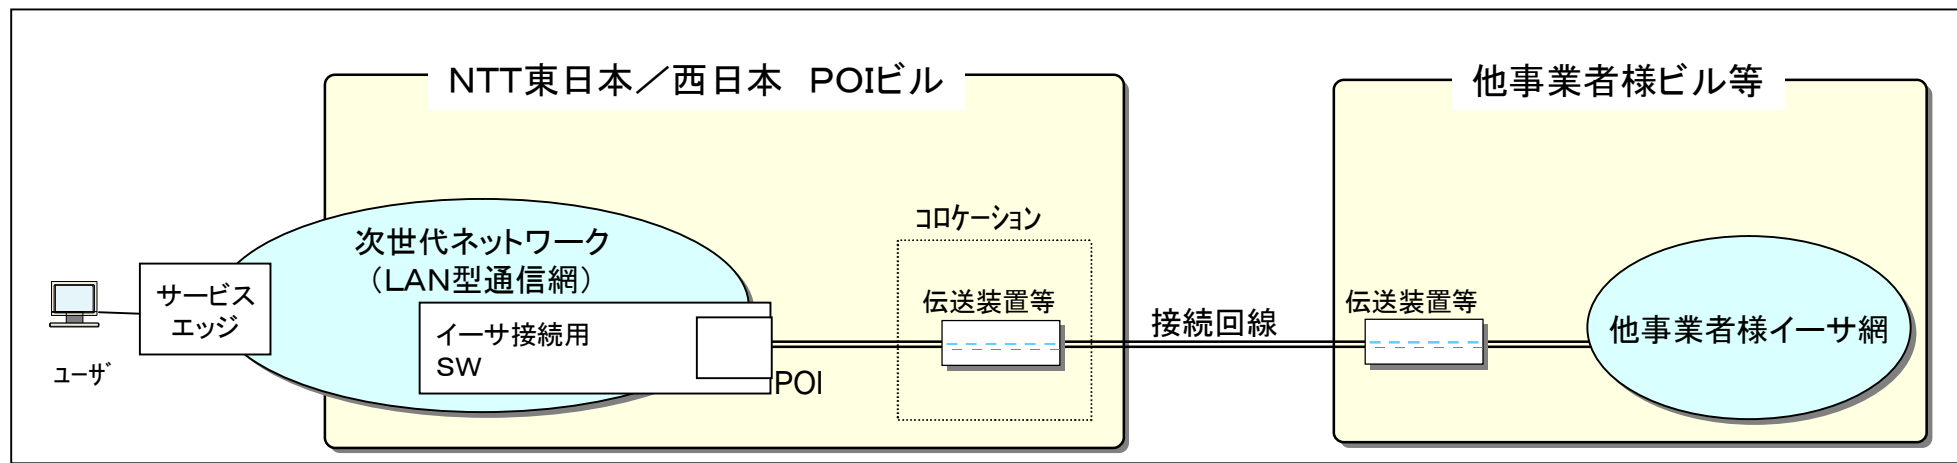 NTT東日本／西日本　POIビル
他事業者様ビル等
コロケーション
次世代ネットワーク
（LAN型通信網）
サービス
エッジ
伝送装置等
接続回線
伝送装置等
イーサ接続用
SW
他事業者様イーサ網
ユーザ
POI